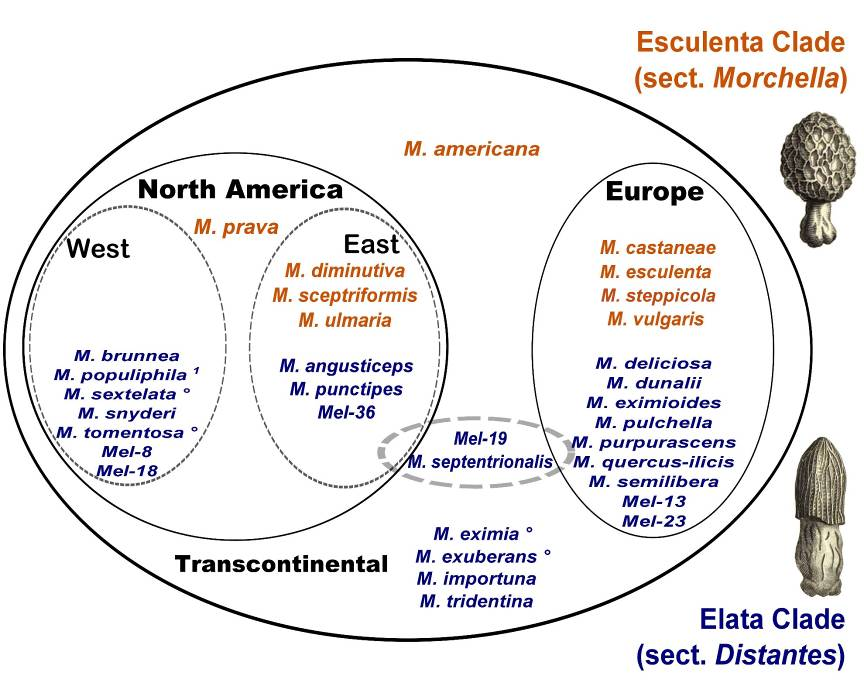 Esculenta Clade
(sect. Morchella)
M. americana
North America
M. prava
West
East
M. diminutiva
M. sceptriformis
M. ulmaria
M. brunnea
M. populiphila ¹
M. sextelata °
M. snyderi
M. tomentosa °
Mel-8
Mel-18
M. angusticeps
M. punctipes
Mel-36
Europe
M. castaneae
M. esculenta
M. steppicola
M. vulgaris
M. deliciosa
M. dunalii
M. eximioides
M. pulchella
M. purpurascens
M. quercus-ilicis
M. semilibera
Mel-13
Mel-23
Mel-19
M. septentrionalis
Transcontinental
M. eximia °
M. exuberans °
M. importuna
M. tridentina
Elata Clade
(sect. Distantes)